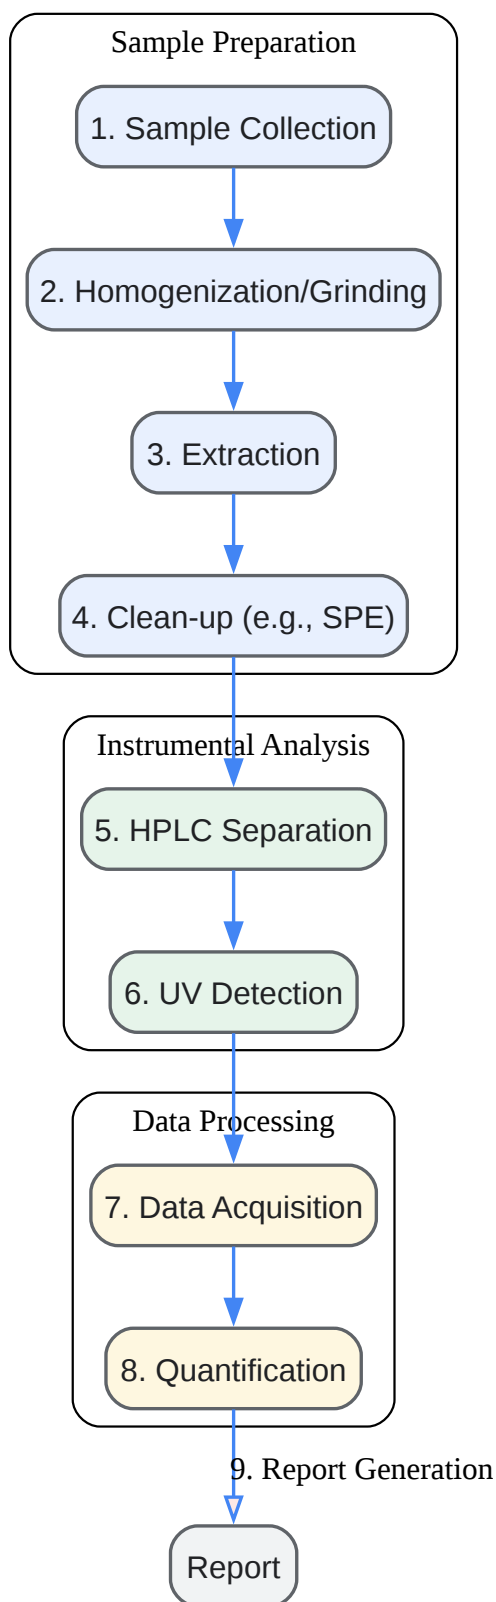 Sample Preparation
1. Sample Collection
2. Homogenization/Grinding
3. Extraction
4. Clean-up (e.g., SPE)
Instrumental Analysis
5. HPLC Separation
6. UV Detection
Data Processing
7. Data Acquisition
8. Quantification
9. Report Generation
Report